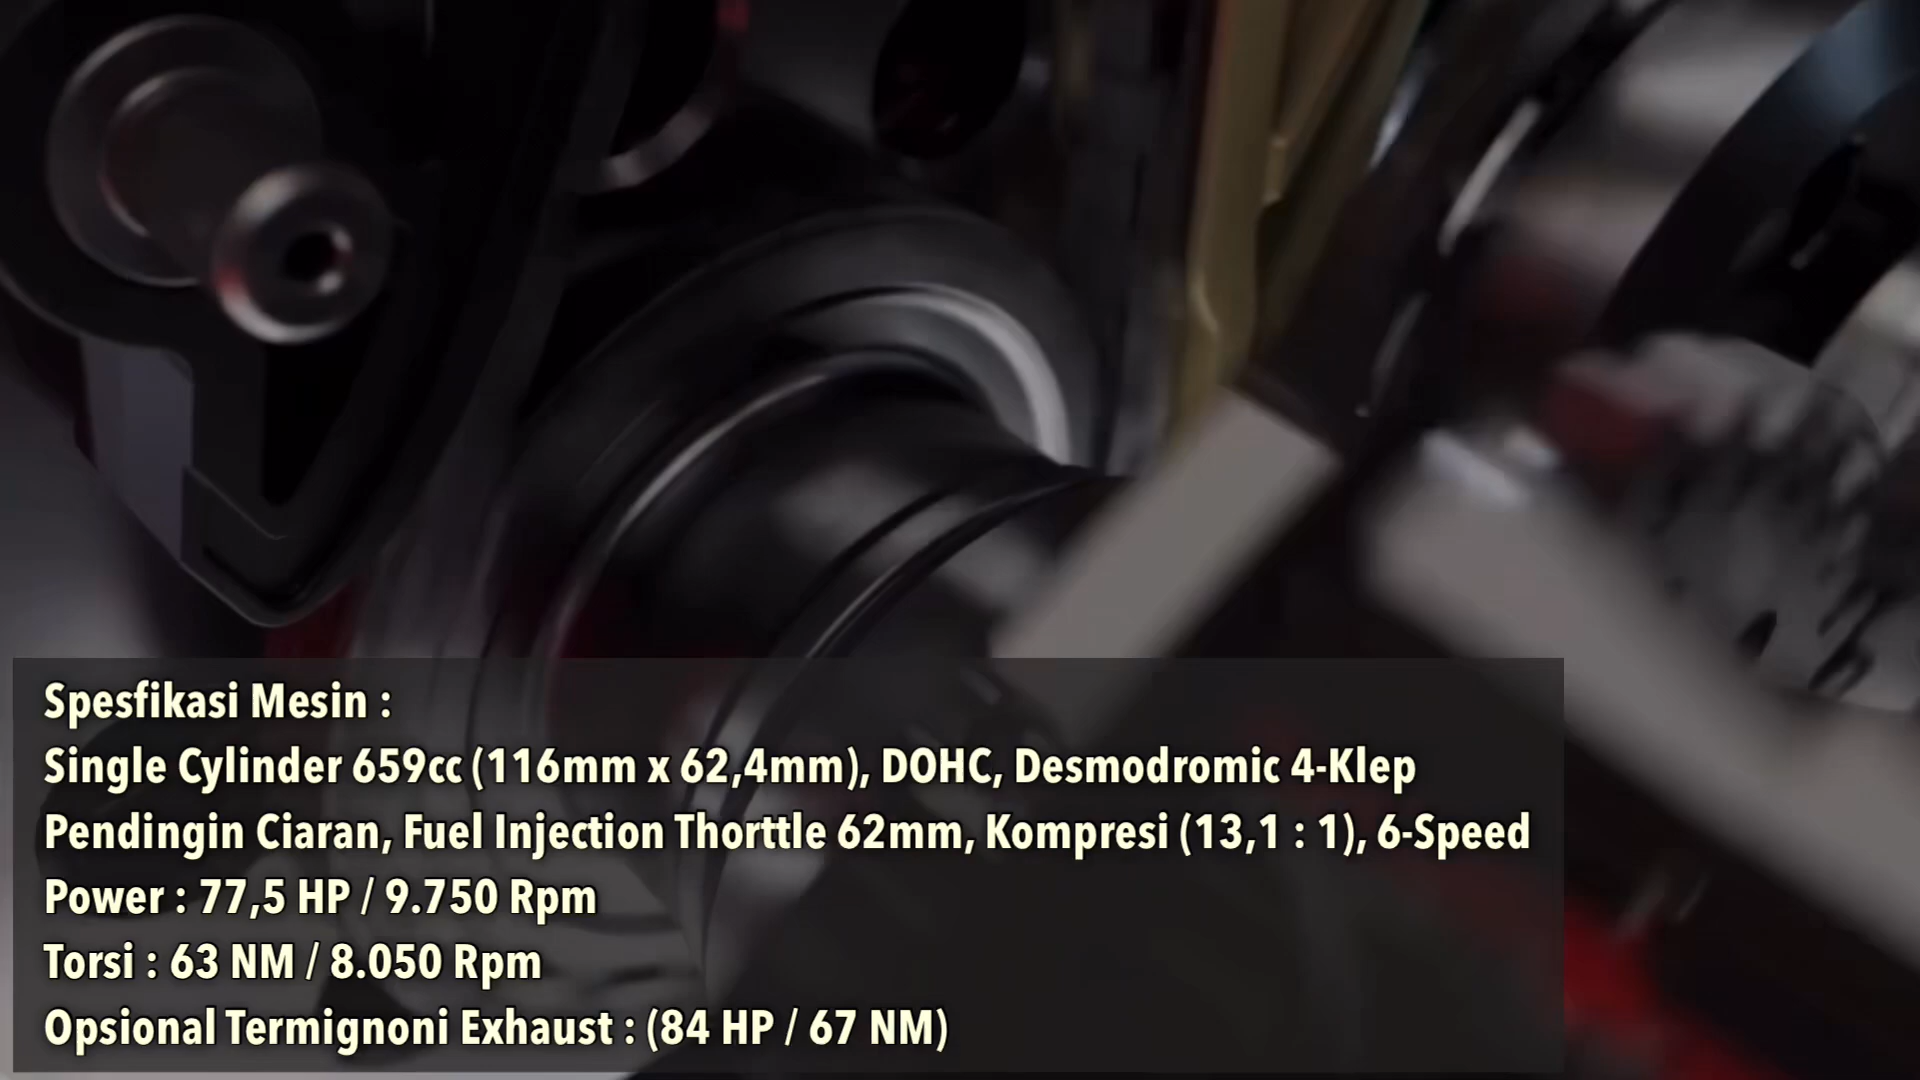 Spesfikasi Mesin :
Single Cylinder 659cc (116mm x 62,4mm), DOHC, Desmodromic 4-Klep
Pendingin Ciaran, Fuel Injection Thorttle 62mm, Kompresi (13,1 : 1), 6-Speed
Power : 77,5 HP / 9.750 Rpm
Torsi : 63 NM / 8.050 Rpm
Opsional Termignoni Exhaust : (84 HP / 67 NM)